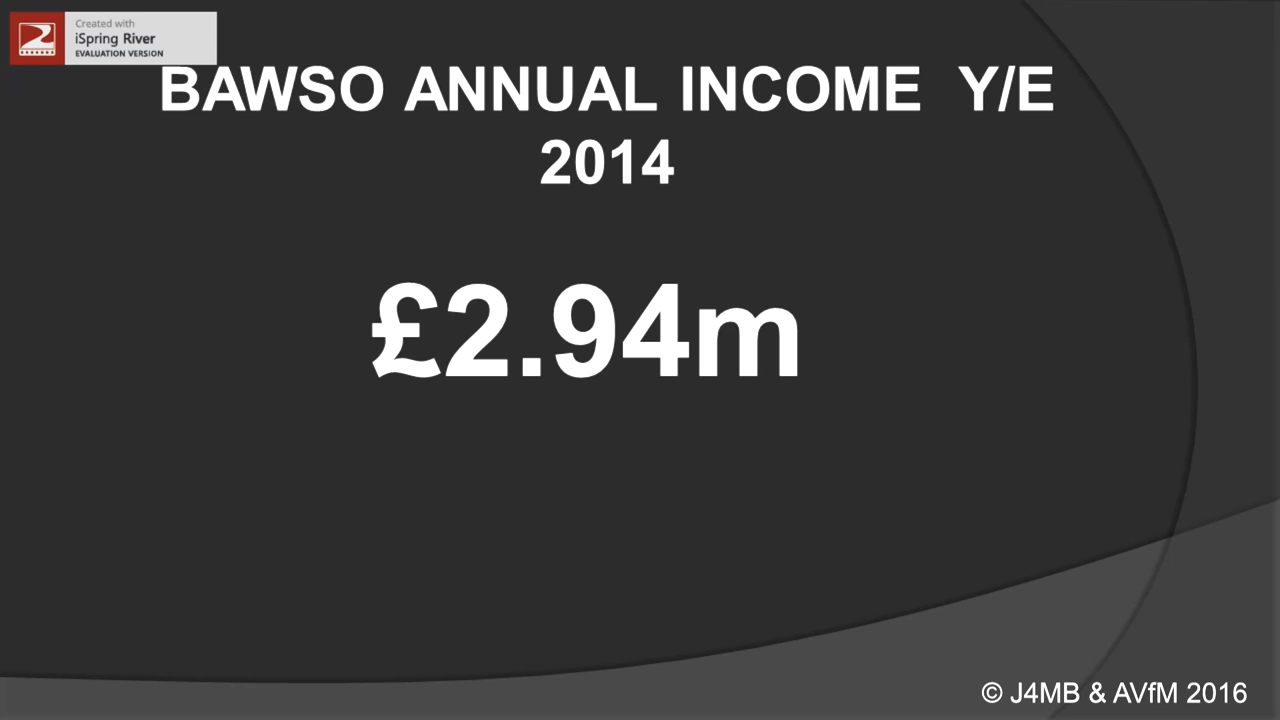 Created with
iSpring River
EVALUATION VERSION
BAWSO ANNUAL INCOME Y/E
2014
£2.94m
© J4MB & AVfM 2016